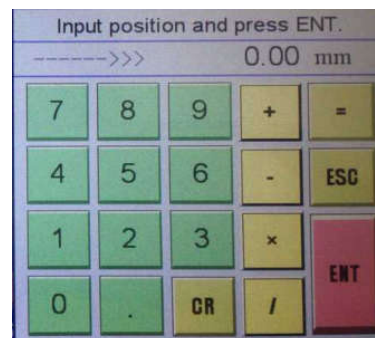 Input position and press ENT.
------>>> 0.00 mm
7 8 9 + =
4 5 6 - ESC
1 2 3 ×
ENT
0 . CR /